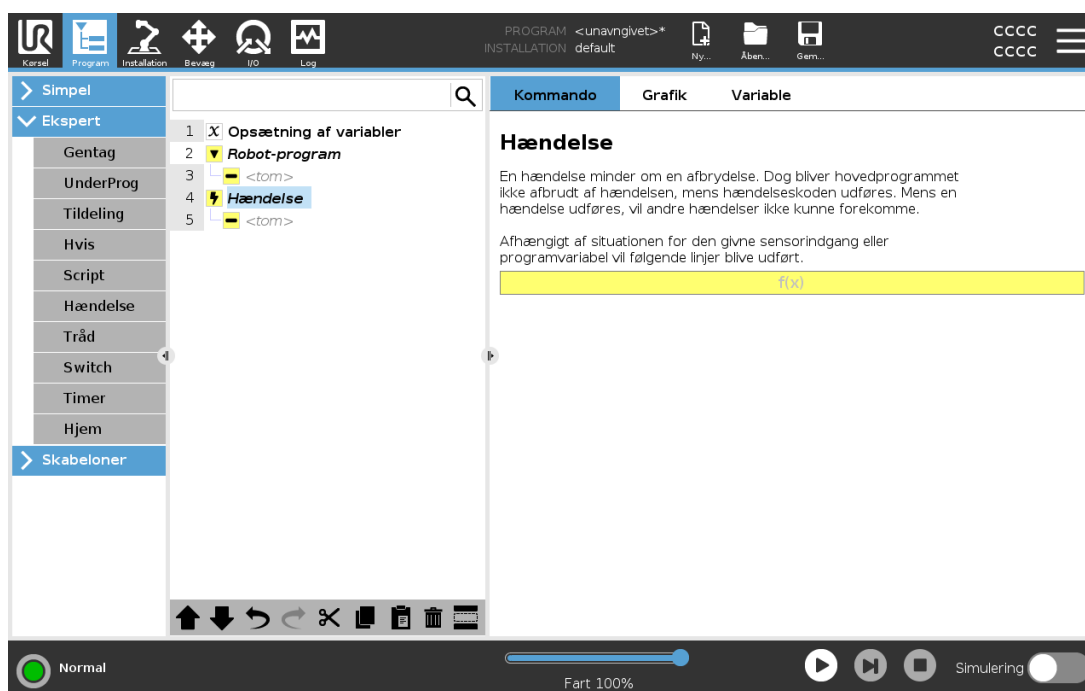 UR
PROGRAM <unavngivet>*
INSTALLATION default
CCCC
CCCC
Kørsel Program Installation Bevæg I/O Log Ny... Åben... Gem...
Simpel
Ekspert
Gentag
UnderProg
Tildeling
Hvis
Script
Hændelse
Tråd
Switch
Timer
Hjem
Skabeloner
1 X Opsætning af variabler
2 Robot-program
3 <tom>
4 Hændelse
5 <tom>
Kommando Grafik Variable
Hændelse
En hændelse minder om en afbrydelse. Dog bliver hovedprogrammet
ikke afbrudt af hændelsen, mens hændelseskoden udføres. Mens en
hændelse udføres, vil andre hændelser ikke kunne forekomme.
Afhængigt af situationen for den givne sensorindgang eller
programvariabel vil følgende linjer blive udført.
f(x)
Normal
Fart 100%
Simulering